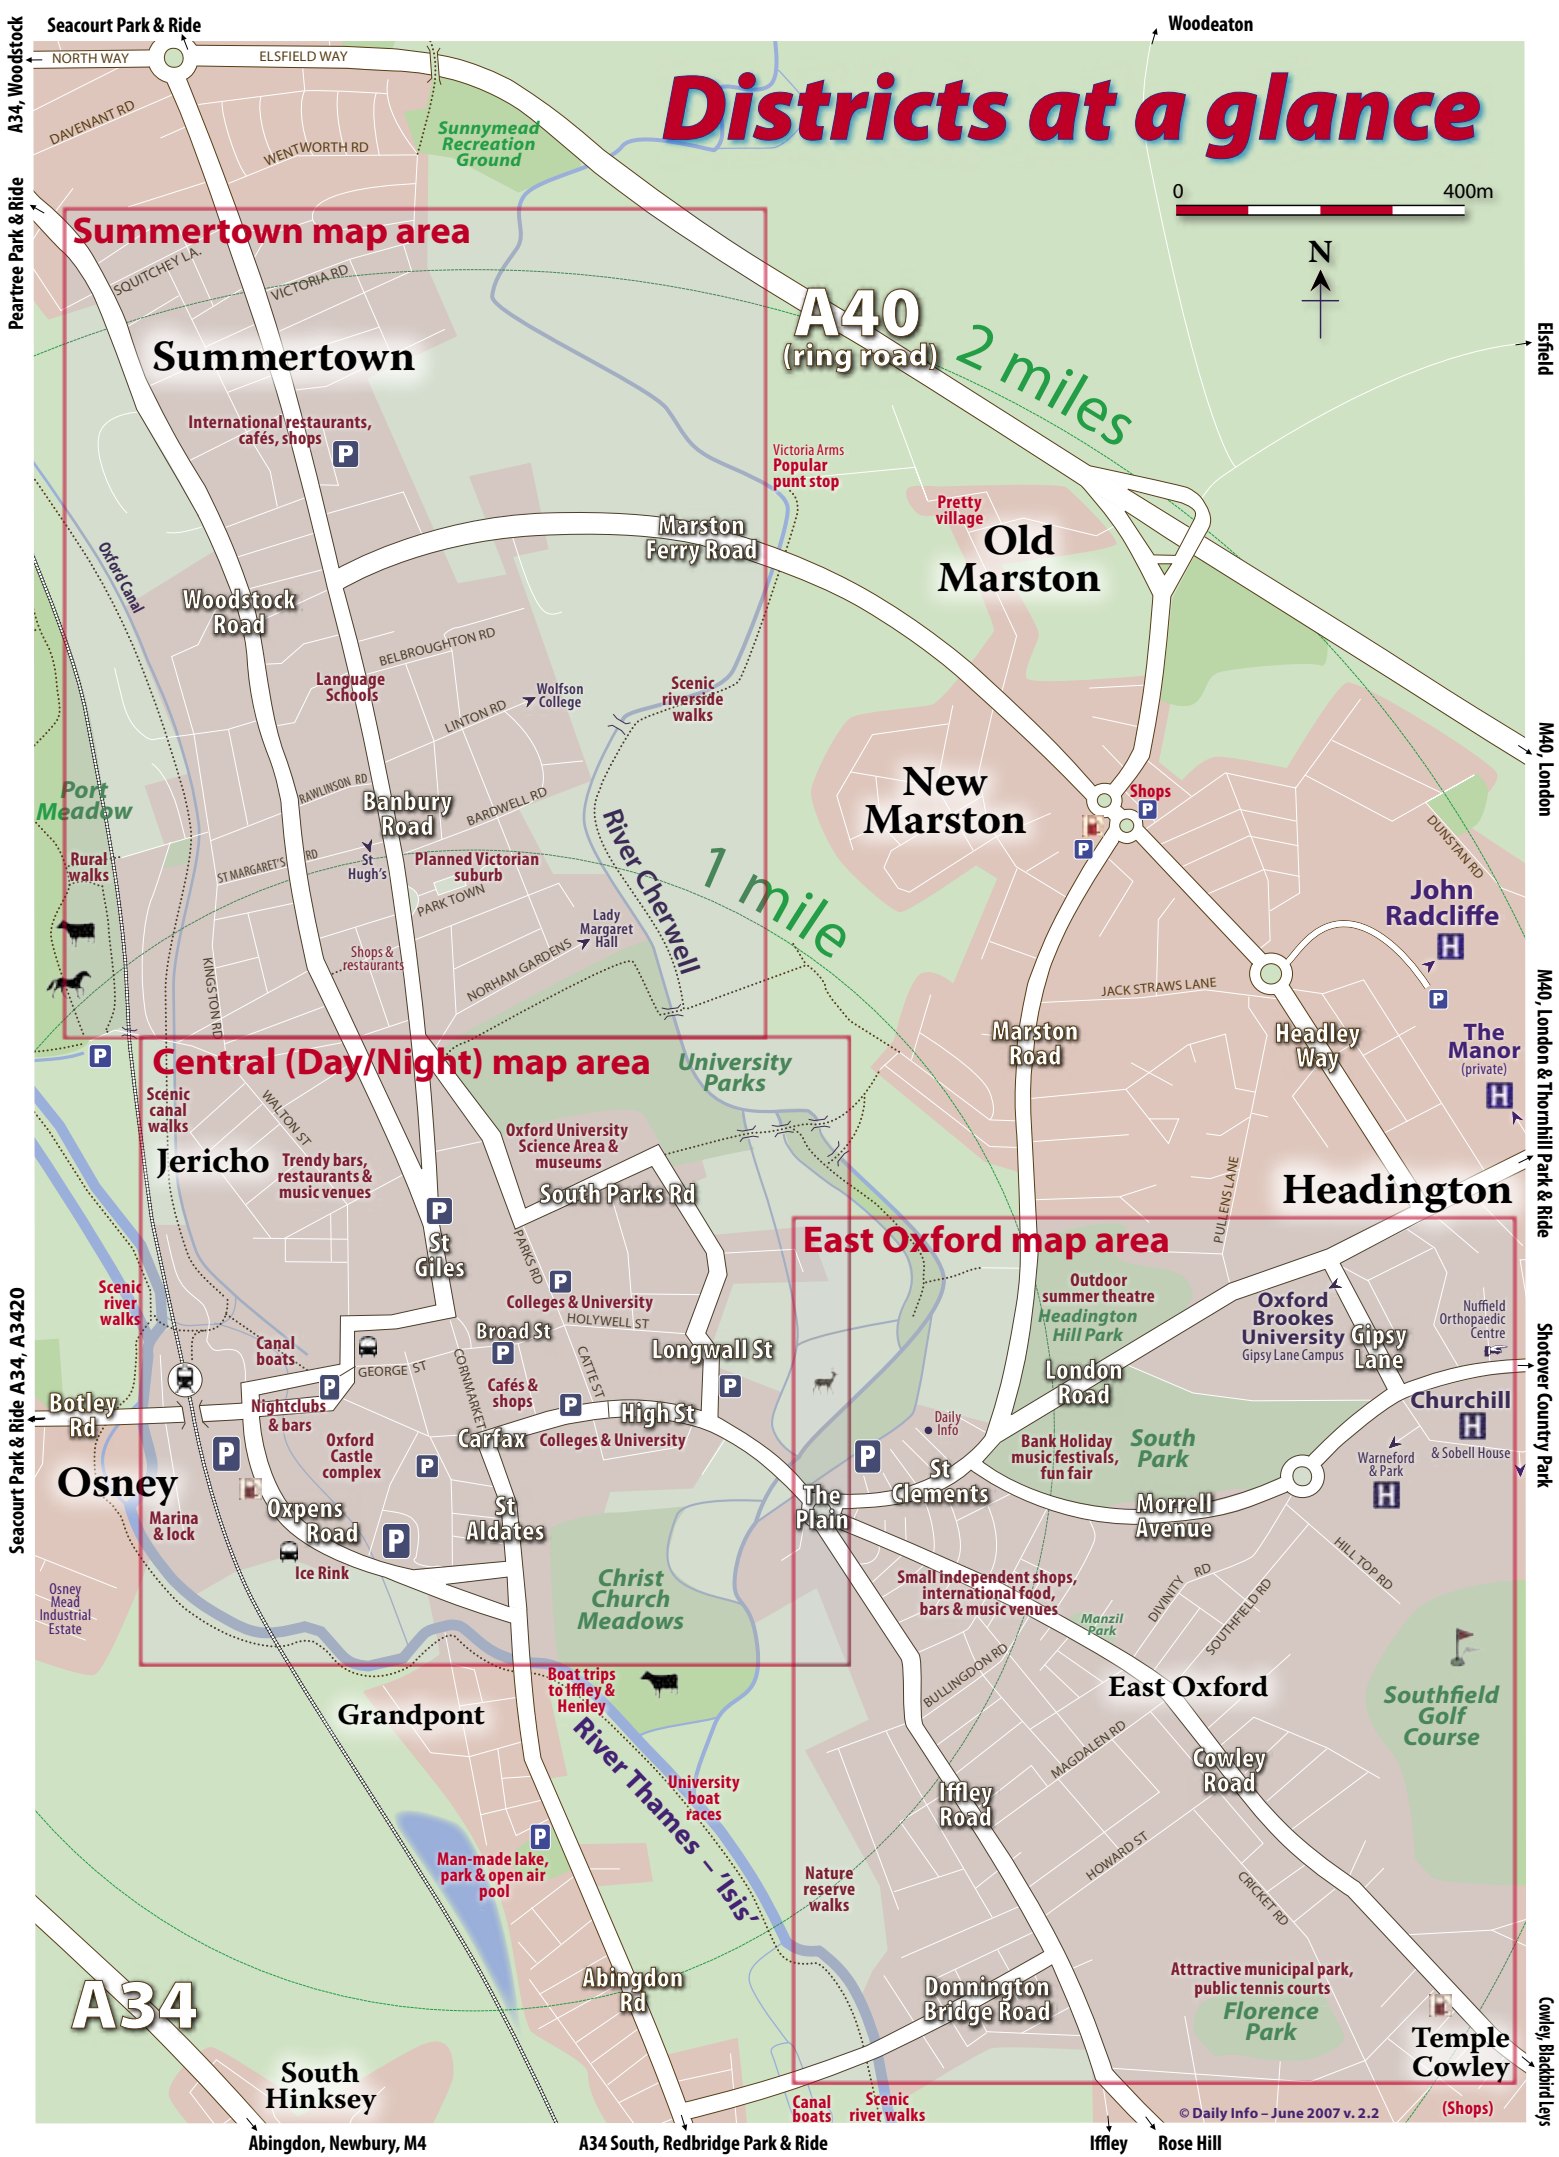 Seacourt Park & Ride
Woodeaton
A34, Woodstock
NORTH WAY
ELSFIELD WAY
Districts at a glance
DAVENANT RD
WENTWORTH RD
Sunnymead
Recreation
Ground
0
400m
N
Peartree Park & Ride
Summertown map area
SQUITCHEY LA.
VICTORIA RD
A40
(ring road)
2 miles
Elsfield
Summertown
International restaurants,
cafés, shops
P
Victoria Arms
Popular
punt stop
Pretty
village
Old
Marston
Marston
Ferry Road
Oxford Canal
Woodstock
Road
BELBROUGHTON RD
Language
Schools
Wolfson
College
LINTON RD
Scenic
riverside
walks
M40, London
Port
Meadow
RAWLINSON RD
Banbury
Road
BARDWELL RD
New
Marston
Shops
P
P
DUNSTAN RD
River Cherwell
1 mile
Rural
walks
ST MARGARET'S RD
St
Hugh's
Planned Victorian
suburb
PARK TOWN
Lady
Margaret
Hall
John
Radcliffe
H
Shops &
restaurants
NORHAM GARDENS
KINGSTON RD
JACK STRAWS LANE
P
Marston
Road
Headley
Way
The
Manor
(private)
H
M40, London & Thornhill Park & Ride
P
Central (Day/Night) map area
University
Parks
Scenic
canal
walks
WALTON ST
Jericho
Trendy bars,
restaurants &
music venues
Oxford University
Science Area &
museums
South Parks Rd
PULLENS LANE
Headington
P
St
Giles
PARKS RD
East Oxford map area
Scenic
river
walks
P
Colleges & University
HOLYWELL ST
Outdoor
summer theatre
Headington
Hill Park
Oxford
Brookes
University
Gipsy Lane Campus
Gipsy
Lane
Nuffield
Orthopaedic
Centre
Seacourt Park & Ride A34, A3420
Canal
boats
GEORGE ST
CORNMARKET
Broad St
P
CATTE ST
Longwall St
London
Road
Shotover Country Park
Botley
Rd
P
Nightclubs
& bars
Cafés &
shops
P
High St
P
Churchill
H
& Sobell House
Carfax
Colleges & University
Daily
Info
Bank Holiday
music festivals,
fun fair
South
Park
Warneford
& Park
H
Osney
P
Oxford
Castle
complex
P
P
St
Clements
The
Plain
Morrell
Avenue
Marina
& lock
Oxpens
Road
P
St
Aldates
Ice Rink
HILL TOP RD
Osney
Mead
Industrial
Estate
Christ
Church
Meadows
Small independent shops,
international food,
bars & music venues
Manzil
Park
DIVINITY RD
SOUTHFIELD RD
BULLINGDON RD
East Oxford
Southfield
Golf
Course
Boat trips
to Iffley &
Henley
Grandpont
River Thames – 'Isis'
MAGDALEN RD
Cowley
Road
University
boat
races
Iffley
Road
P
Man-made lake,
park & open air
pool
HOWARD ST
CRICKET RD
Nature
reserve
walks
A34
Abingdon
Rd
Donnington
Bridge Road
Attractive municipal park,
public tennis courts
Florence
Park
Temple
Cowley
Cowley, Blackbird Leys
South
Hinksey
Canal
boats
Scenic
river walks
© Daily Info – June 2007 v. 2.2
(Shops)
Abingdon, Newbury, M4
A34 South, Redbridge Park & Ride
Iffley
Rose Hill